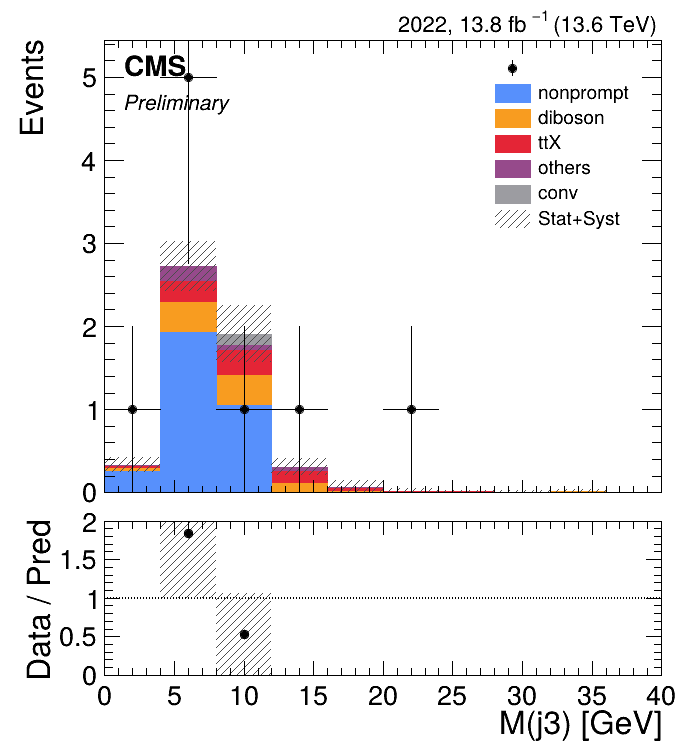 2022, 13.8 fb⁻¹ (13.6 TeV)
Events
CMS
Preliminary
nonprompt
diboson
ttX
others
conv
Stat+Syst
5
4
3
2
1
0
Data / Pred
2
1.5
1
0.5
0
0 5 10 15 20 25 30 35 40
M(j3) [GeV]